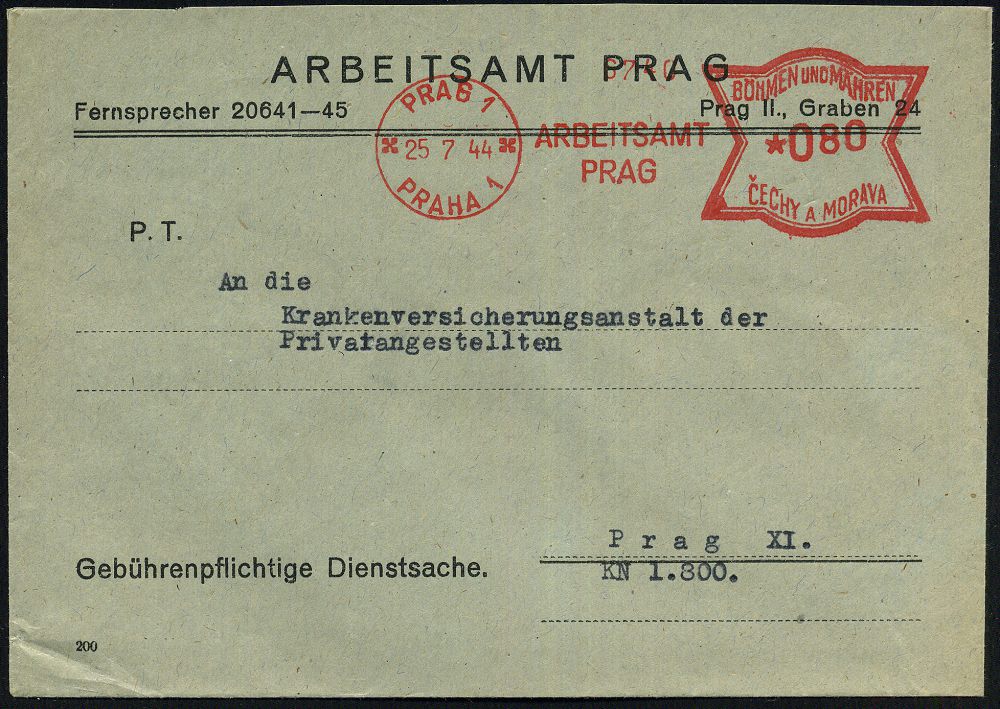 ARBEITSAMT PRAG
Fernsprecher 20641—45
Prag II., Graben 24
PRAG 1
25 7 44
PRAHA 1
ARBEITSAMT
PRAG
BÖHMEN UND MÄHREN
*080
ČECHY A MORAVA
P. T.
An die
Krankenversicherungsanstalt der
Privatangestellten
Prag XI.
KN 1.800.
Gebührenpflichtige Dienstsache.
200